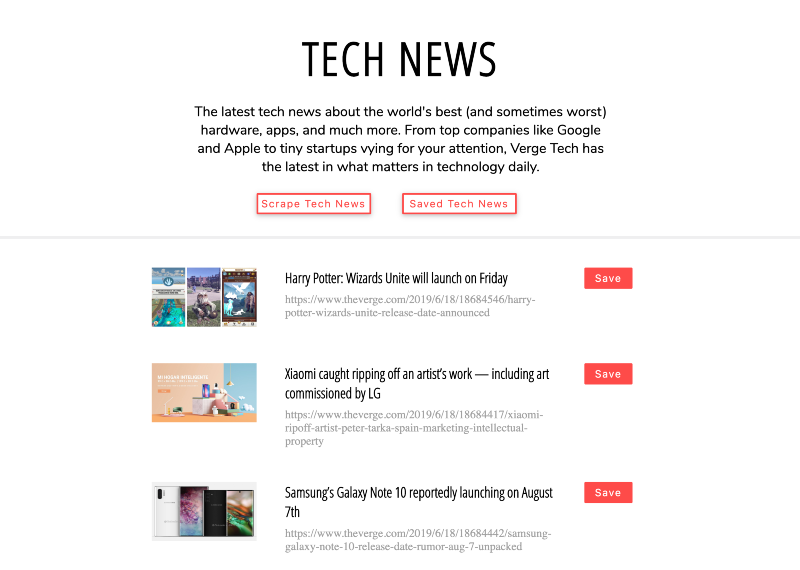 TECH NEWS
The latest tech news about the world's best (and sometimes worst)
hardware, apps, and much more. From top companies like Google
and Apple to tiny startups vying for your attention, Verge Tech has
the latest in what matters in technology daily.
Scrape Tech News
Saved Tech News
Harry Potter: Wizards Unite will launch on Friday
Save
https://www.theverge.com/2019/6/18/18684546/harry-
potter-wizards-unite-release-date-announced
Xiaomi caught ripping off an artist’s work — including art
Save
commissioned by LG
https://www.theverge.com/2019/6/18/18684417/xiaomi-
ripoff-artist-peter-tarka-spain-marketing-intellectual-
property
Samsung’s Galaxy Note 10 reportedly launching on August
Save
7th
https://www.theverge.com/2019/6/18/18684442/samsung-
galaxy-note-10-release-date-rumor-aug-7-unpacked